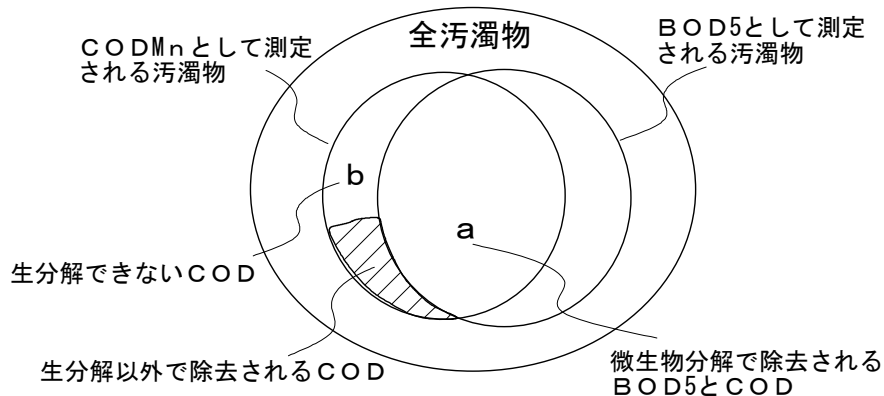 全汚濁物
CODMnとして測定
される汚濁物
BOD5として測定
される汚濁物
b
a
生分解できないCOD
生分解以外で除去されるCOD
微生物分解で除去される
BOD5とCOD